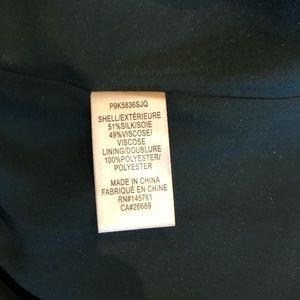 P9K5836SJQ
SHELL/EXTÉRIEURE
51%SILK/SOIE
49%VISCOSE/
VISCOSE
LINING/DOUBLURE
100%POLYESTER/
POLYESTER
MADE IN CHINA
FABRIQUÉ EN CHINE
RN#145761
CA#26689